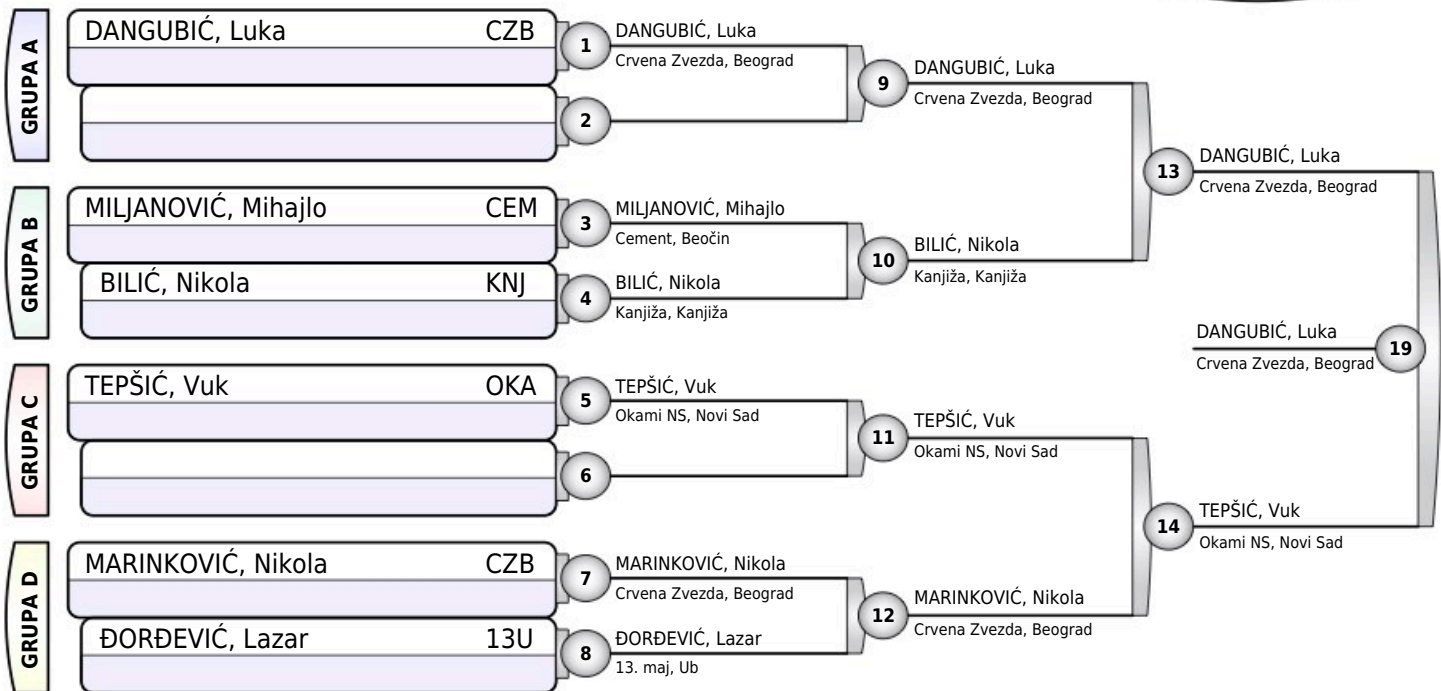 GRUPA A
DANGUBIĆ, Luka CZB
1
2
DANGUBIĆ, Luka
Crvena Zvezda, Beograd
9
DANGUBIĆ, Luka
Crvena Zvezda, Beograd
GRUPA B
MILJANOVIĆ, Mihajlo CEM
BILIĆ, Nikola KNJ
3
4
MILJANOVIĆ, Mihajlo
Cement, Beočin
BILIĆ, Nikola
Kanjiža, Kanjiža
10
BILIĆ, Nikola
Kanjiža, Kanjiža
13
DANGUBIĆ, Luka
Crvena Zvezda, Beograd
GRUPA C
TEPŠIĆ, Vuk OKA
5
6
TEPŠIĆ, Vuk
Okami NS, Novi Sad
11
TEPŠIĆ, Vuk
Okami NS, Novi Sad
GRUPA D
MARINKOVIĆ, Nikola CZB
ĐORĐEVIĆ, Lazar 13U
7
8
MARINKOVIĆ, Nikola
Crvena Zvezda, Beograd
ĐORĐEVIĆ, Lazar
13. maj, Ub
12
MARINKOVIĆ, Nikola
Crvena Zvezda, Beograd
14
TEPŠIĆ, Vuk
Okami NS, Novi Sad
DANGUBIĆ, Luka
Crvena Zvezda, Beograd
19